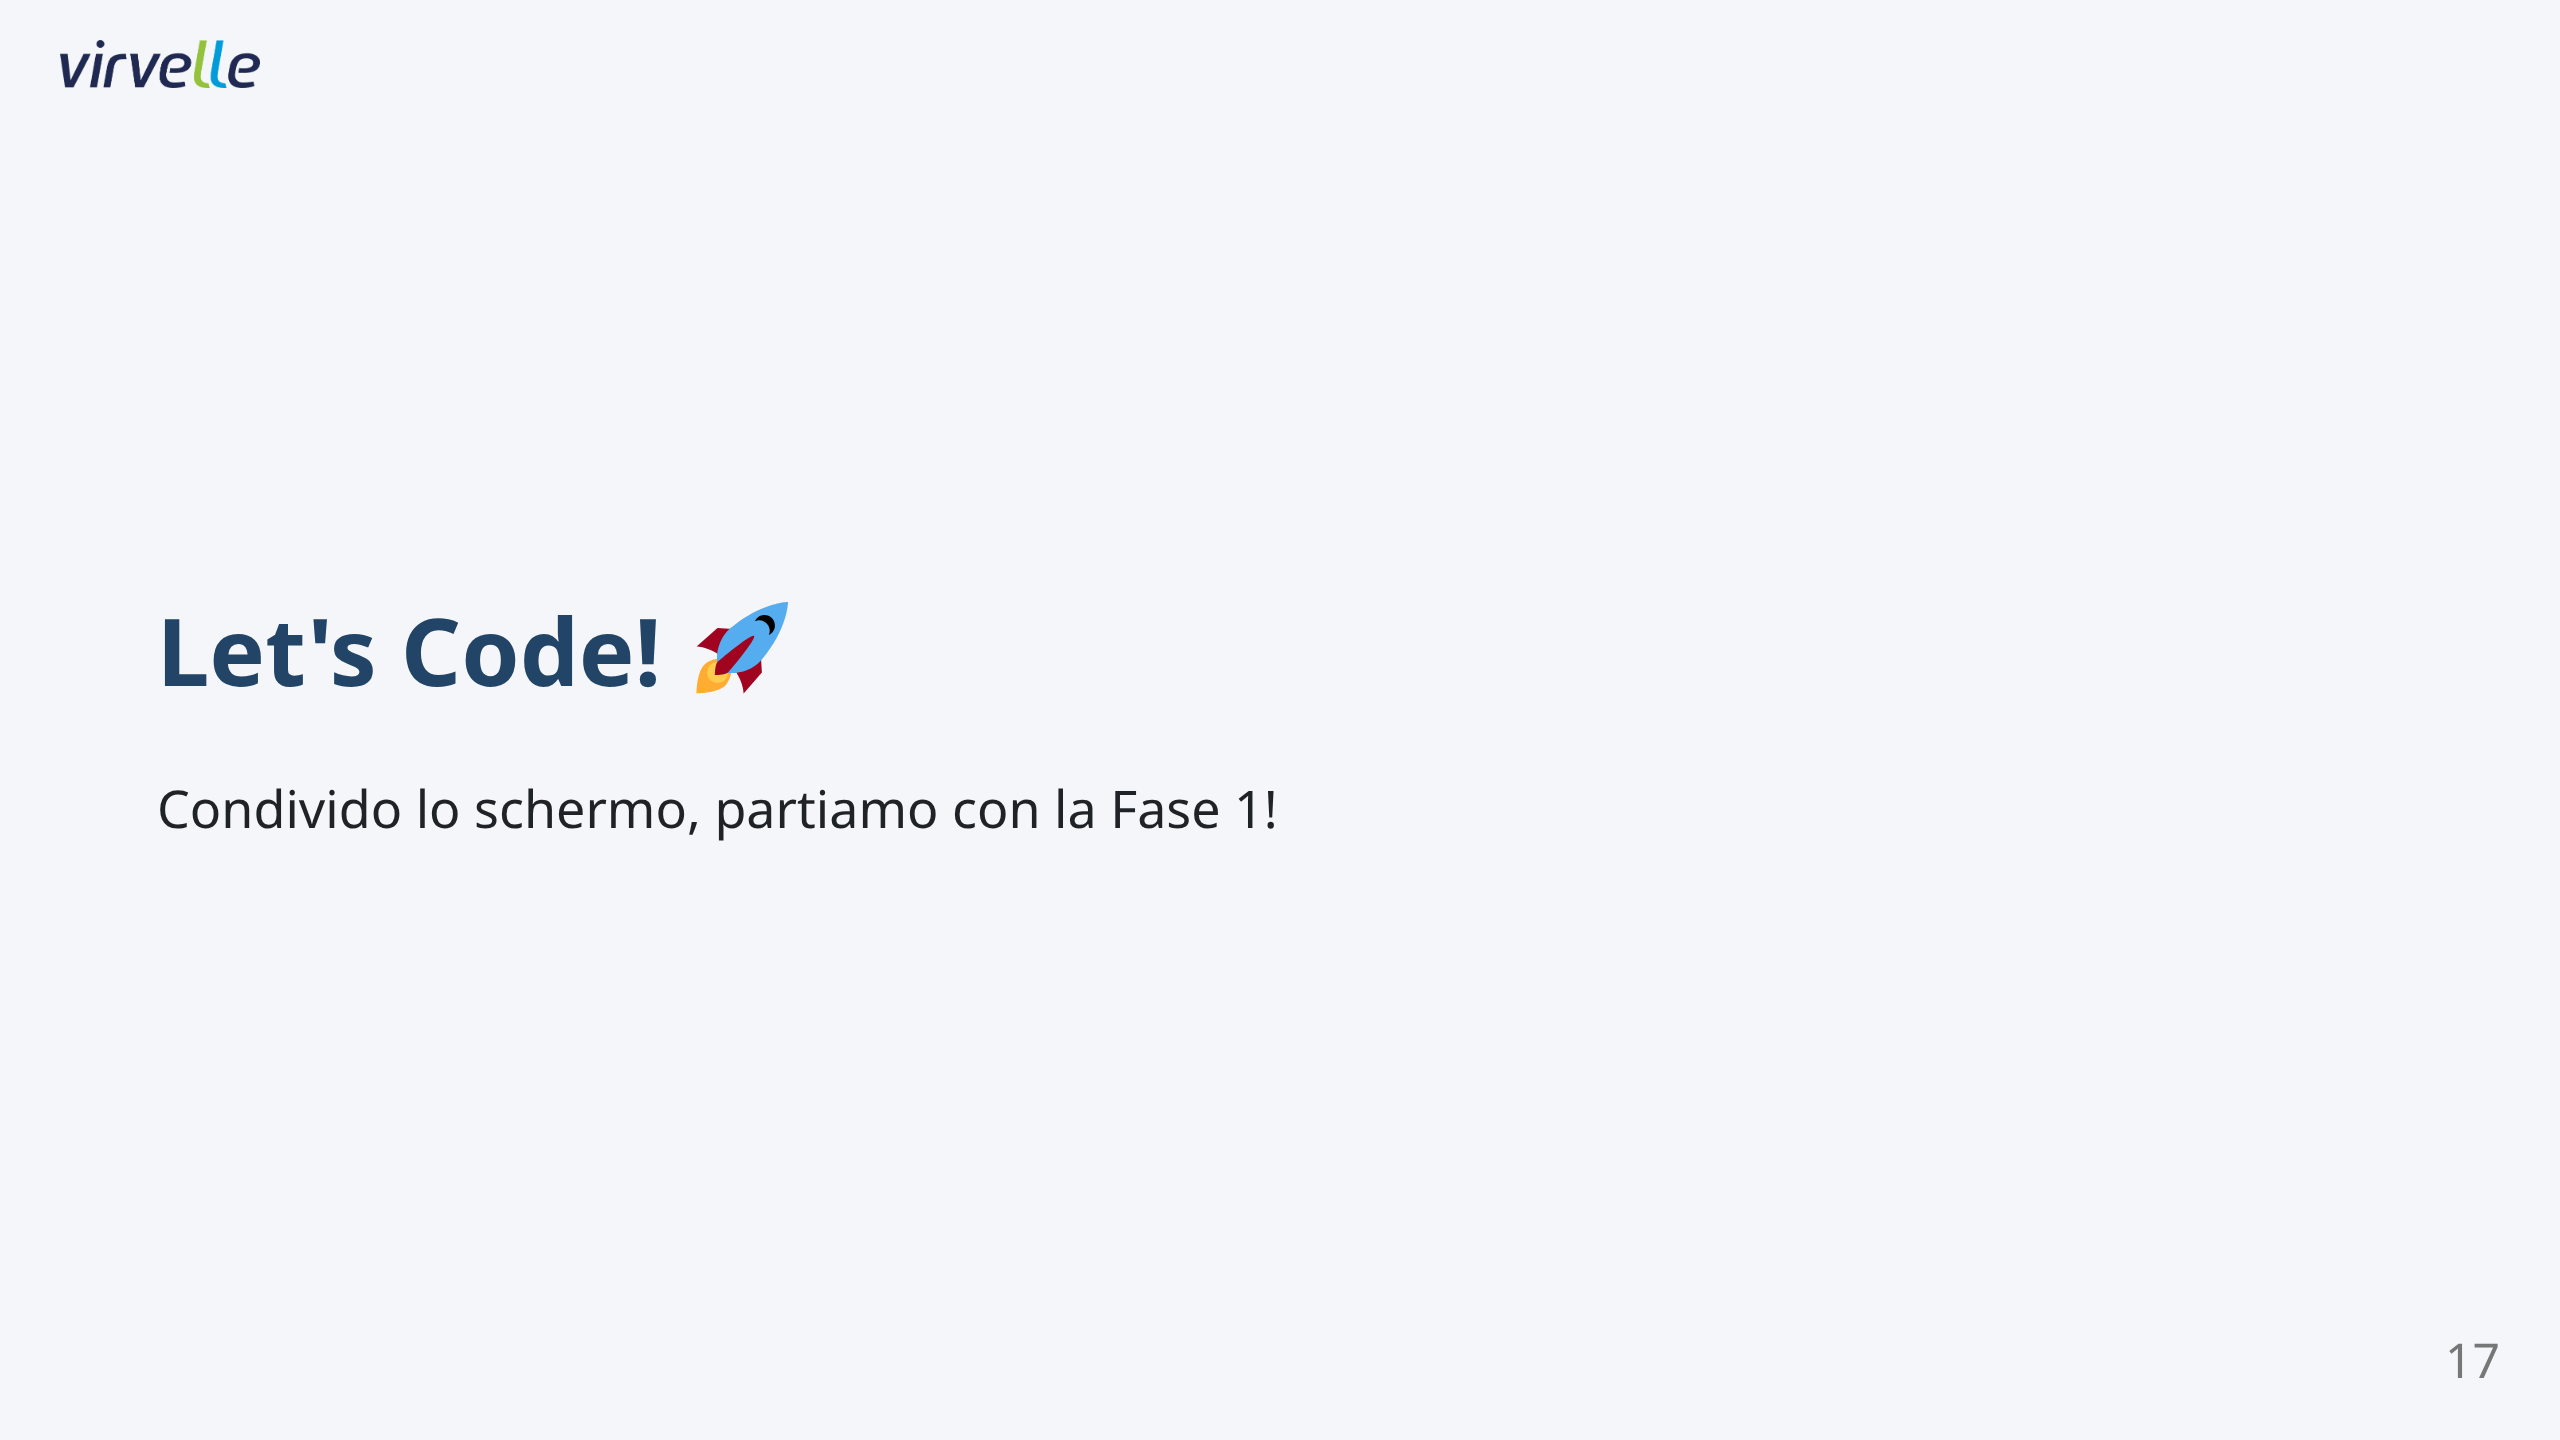 virvelle
Let's Code! 🚀
Condivido lo schermo, partiamo con la Fase 1!
17